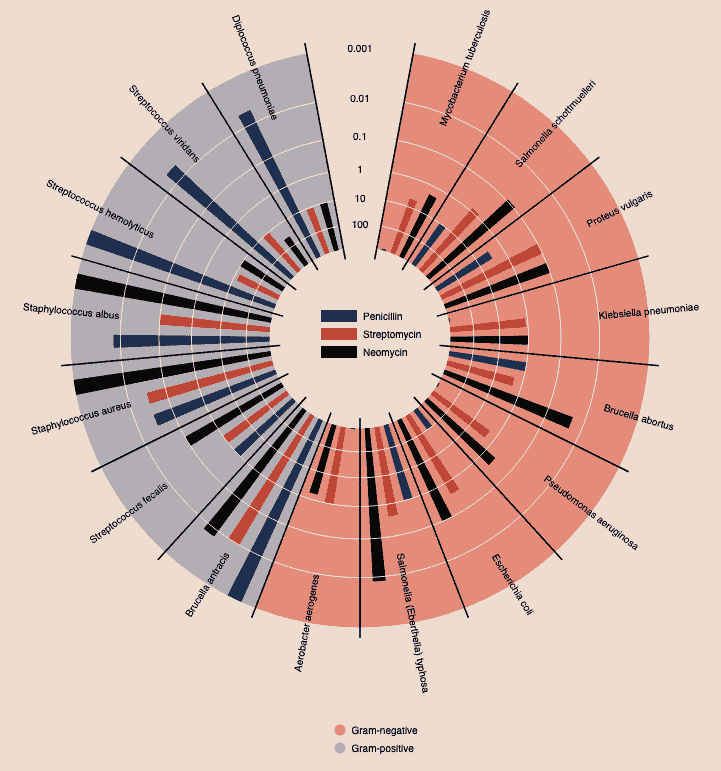 0.001
0.01
0.1
1
10
100
Mycobacterium tuberculosis
Salmonella schottmuelleri
Proteus vulgaris
Klebsiella pneumoniae
Brucella abortus
Pseudomonas aeruginosa
Escherichia coli
Salmonella (Eberthella) typhosa
Aerobacter aerogenes
Brucella antracis
Streptococcus fecalis
Staphylococcus aureus
Staphylococcus albus
Streptococcus hemolyticus
Streptococcus viridans
Diplococcus pneumoniae
Penicillin
Streptomycin
Neomycin
Gram-negative
Gram-positive